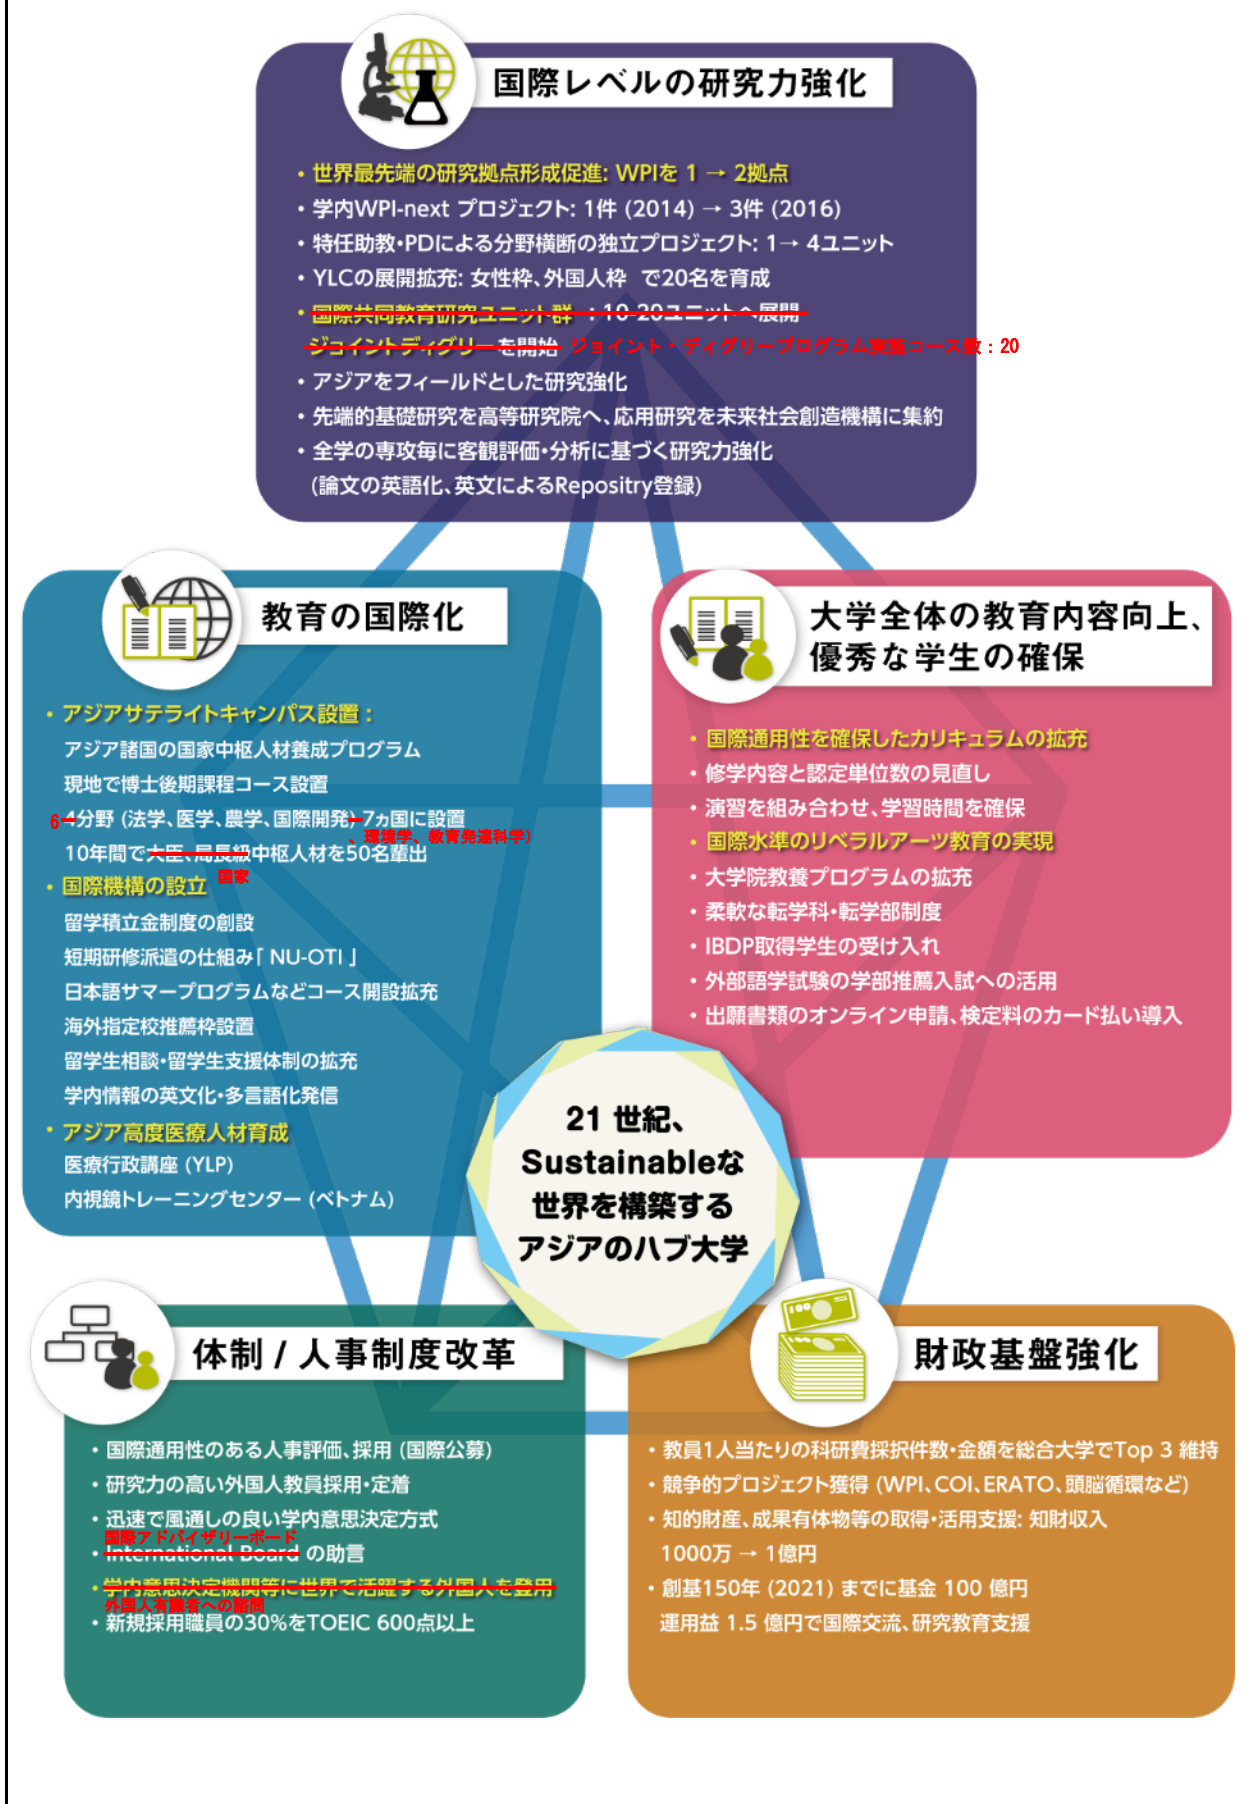 国際レベルの研究力強化
・世界最先端の研究拠点形成促進: WPIを 1 → 2拠点
・学内WPI-next プロジェクト: 1件 (2014) → 3件 (2016)
・特任助教・PDによる分野横断の独立プロジェクト: 1→ 4ユニット
・YLCの展開拡充: 女性枠、外国人枠 で20名を育成
・国際共同教育研究ユニット群 : 10-20ユニットへ展開
ジョイントディグリーを開始 ジョイント・ディグリープログラム実施コース数：20
・アジアをフィールドとした研究強化
・先端的基礎研究を高等研究院へ、応用研究を未来社会創造機構に集約
・全学の専攻毎に客観評価・分析に基づく研究力強化
(論文の英語化、英文によるRepositry登録)
教育の国際化
・アジアサテライトキャンパス設置：
アジア諸国の国家中枢人材養成プログラム
現地で博士後期課程コース設置
6 4分野 (法学、医学、農学、国際開発) 7ヵ国に設置
、環境学、教育発達科学）
10年間で大臣、局長級中枢人材を50名輩出
国家
・国際機構の設立
留学積立金制度の創設
短期研修派遣の仕組み「 NU-OTI 」
日本語サマープログラムなどコース開設拡充
海外指定校推薦枠設置
留学生相談・留学生支援体制の拡充
学内情報の英文化・多言語化発信
・アジア高度医療人材育成
医療行政講座 (YLP)
内視鏡トレーニングセンター (ベトナム)
大学全体の教育内容向上、
優秀な学生の確保
・国際通用性を確保したカリキュラムの拡充
・修学内容と認定単位数の見直し
・演習を組み合わせ、学習時間を確保
・国際水準のリベラルアーツ教育の実現
・大学院教養プログラムの拡充
・柔軟な転学科・転学部制度
・IBDP取得学生の受け入れ
・外部語学試験の学部推薦入試への活用
・出願書類のオンライン申請、検定料のカード払い導入
21 世紀、
Sustainableな
世界を構築する
アジアのハブ大学
体制 / 人事制度改革
・国際通用性のある人事評価、採用 (国際公募)
・研究力の高い外国人教員採用・定着
・迅速で風通しの良い学内意思決定方式
国際アドバイザリーボード
・International Board の助言
・学内意思決定機関等に世界で活躍する外国人を登用
外国人有識者への諮問
・新規採用職員の30%をTOEIC 600点以上
100
財政基盤強化
・教員1人当たりの科研費採択件数・金額を総合大学でTop 3 維持
・競争的プロジェクト獲得 (WPI、COI、ERATO、頭脳循環など)
・知的財産、成果有体物等の取得・活用支援: 知財収入
1000万 → 1億円
・創基150年 (2021) までに基金 100 億円
運用益 1.5 億円で国際交流、研究教育支援